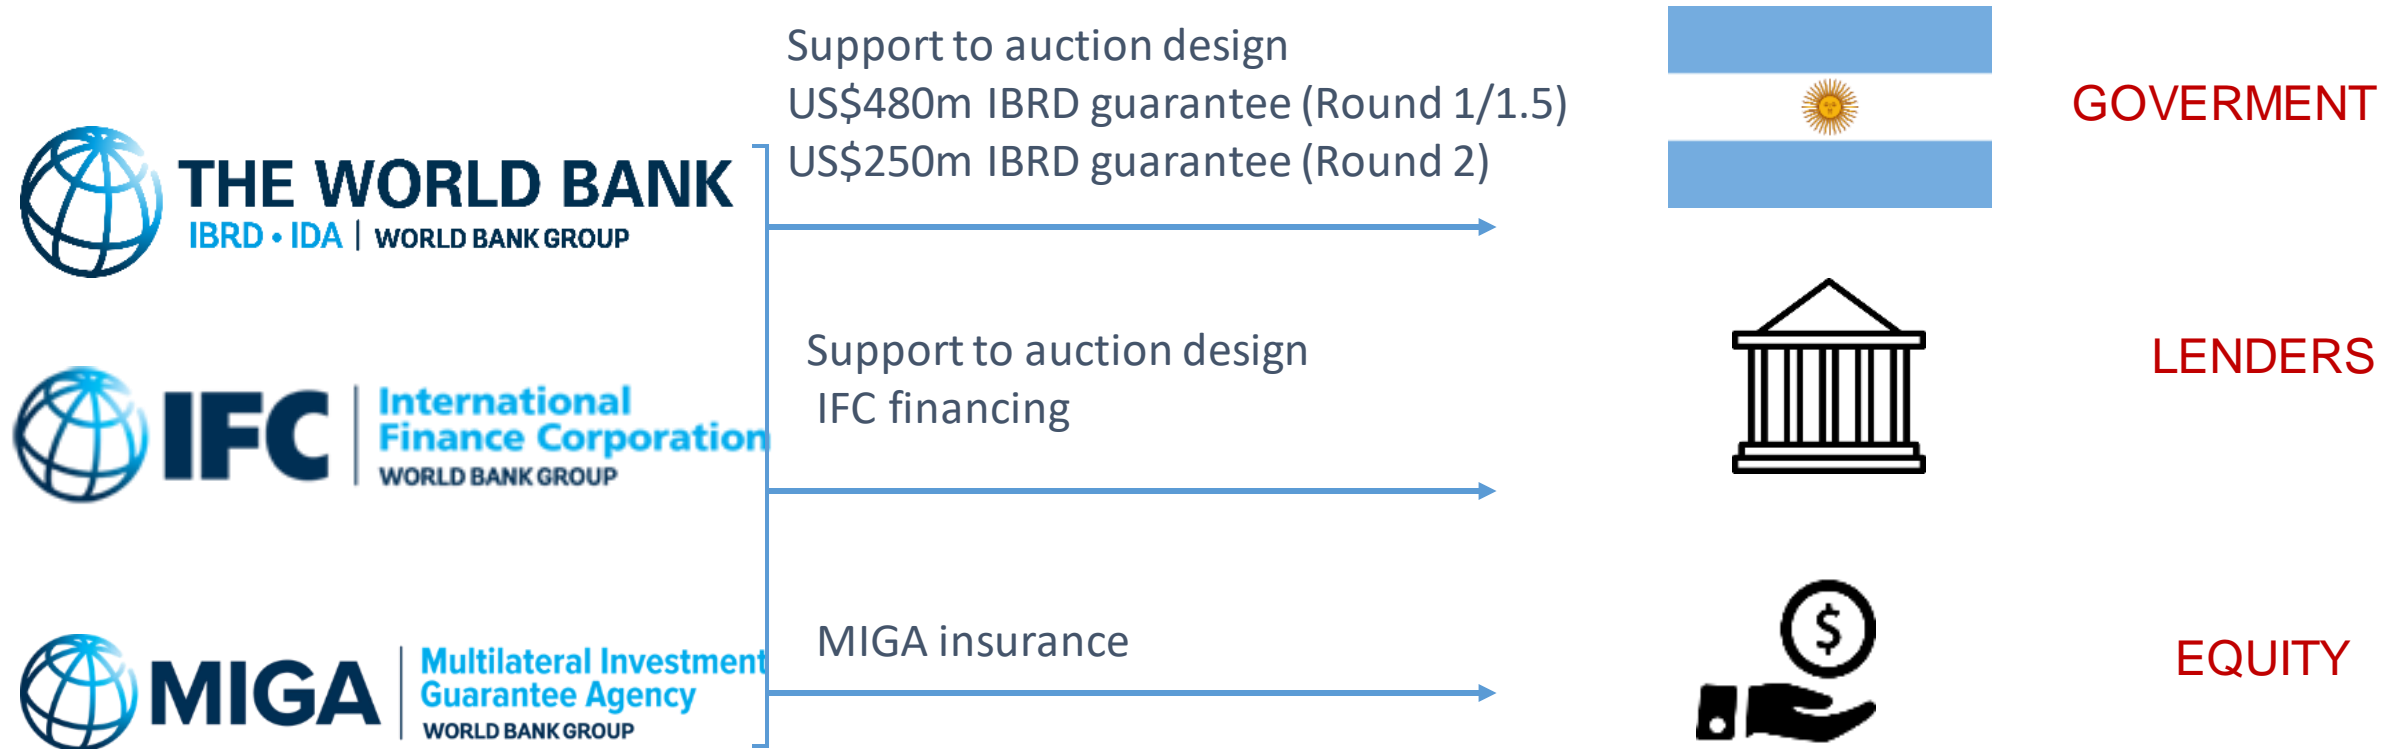 Support to auction design
US$480m IBRD guarantee (Round 1/1.5)
US$250m IBRD guarantee (Round 2)
GOVERMENT
THE WORLD BANK
IBRD • IDA | WORLD BANK GROUP
Support to auction design
IFC financing
LENDERS
IFC
International
Finance Corporation
WORLD BANK GROUP
MIGA insurance
EQUITY
$
MIGA
Multilateral Investment
Guarantee Agency
WORLD BANK GROUP